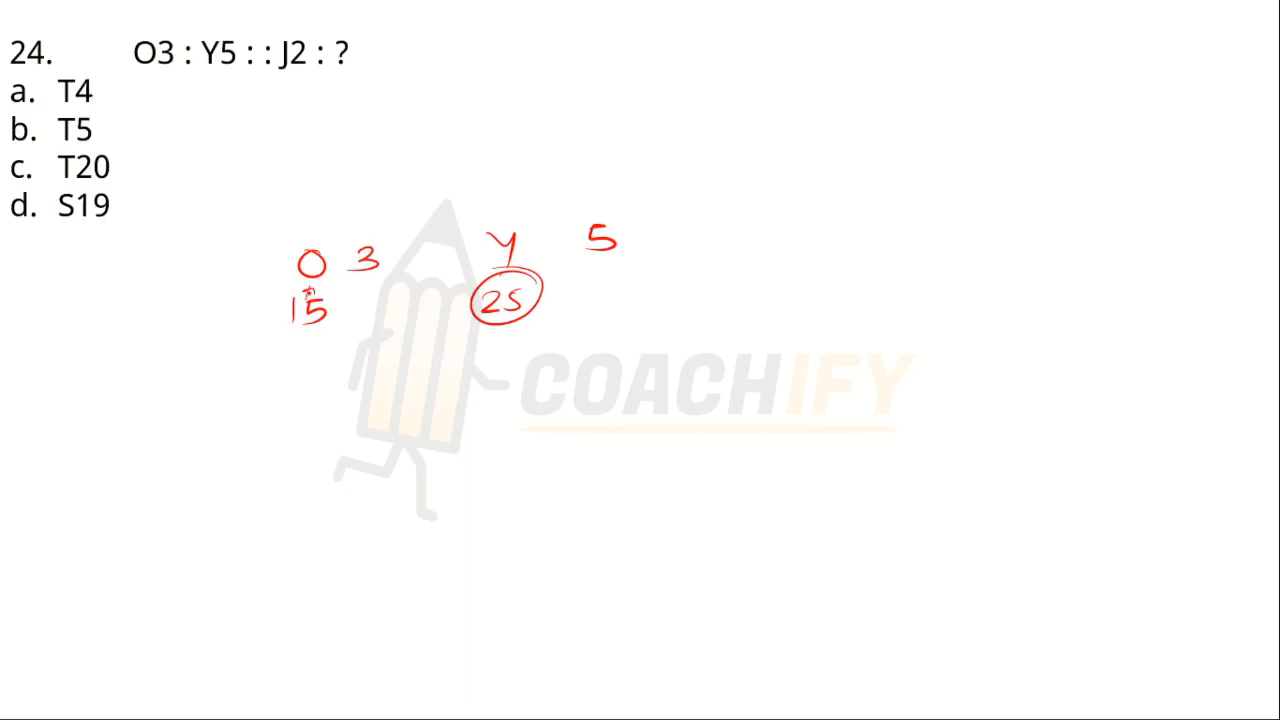 24. O3 : Y5 : : J2 : ?
a. T4
b. T5
c. T20
d. S19
O 3 Y 5
15 25
COACHIFY